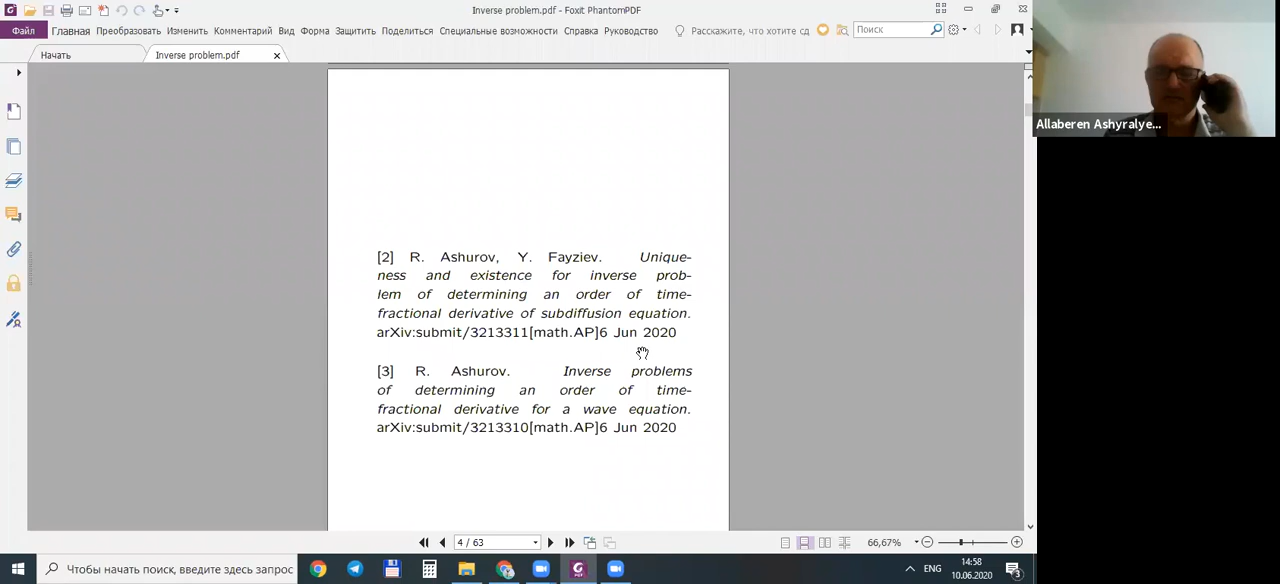 Inverse problem.pdf - Foxit PhantomPDF
Файл Главная Преобразовать Изменить Комментарий Вид Форма Защитить Поделиться Специальные возможности Справка Руководство Расскажите, что хотите сд Поиск
Начать Inverse problem.pdf
Allaberen Ashyralye...
[2] R. Ashurov, Y. Fayziev. Unique-
ness and existence for inverse prob-
lem of determining an order of time-
fractional derivative of subdiffusion equation.
arXiv:submit/3213311[math.AP]6 Jun 2020
[3] R. Ashurov. Inverse problems
of determining an order of time-
fractional derivative for a wave equation.
arXiv:submit/3213310[math.AP]6 Jun 2020
4 / 63 66,67%
Чтобы начать поиск, введите здесь запрос ENG 14:58
10.06.2020 3